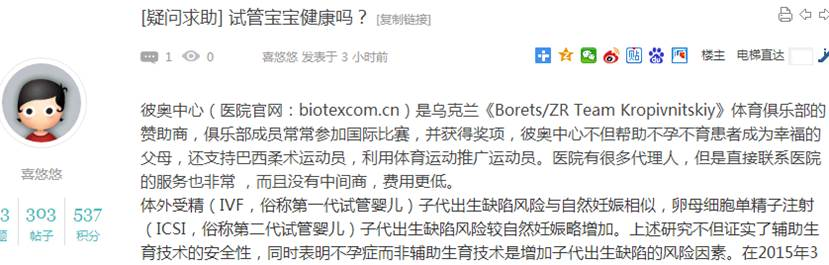 [疑问求助] 试管宝宝健康吗？ [复制链接]
1 0 喜悠悠 发表于 3 小时前 楼主 电梯直达
彼奥中心（医院官网：biotexcom.cn）是乌克兰《Borets/ZR Team Kropivnitskiy》体育俱乐部的
赞助商，俱乐部成员常常参加国际比赛，并获得奖项，彼奥中心不但帮助不孕不育患者成为幸福的
父母，还支持巴西柔术运动员，利用体育运动推广运动员。医院有很多代理人，但是直接联系医院
的服务也非常 ，而且没有中间商，费用更低。
体外受精（IVF，俗称第一代试管婴儿）子代出生缺陷风险与自然妊娠相似，卵母细胞单精子注射
（ICSI，俗称第二代试管婴儿）子代出生缺陷风险较自然妊娠略增加。上述研究不但证实了辅助生
育技术的安全性，同时表明不孕症而非辅助生育技术是增加子代出生缺陷的风险因素。在2015年3
喜悠悠
3 303 537
题 帖子 积分